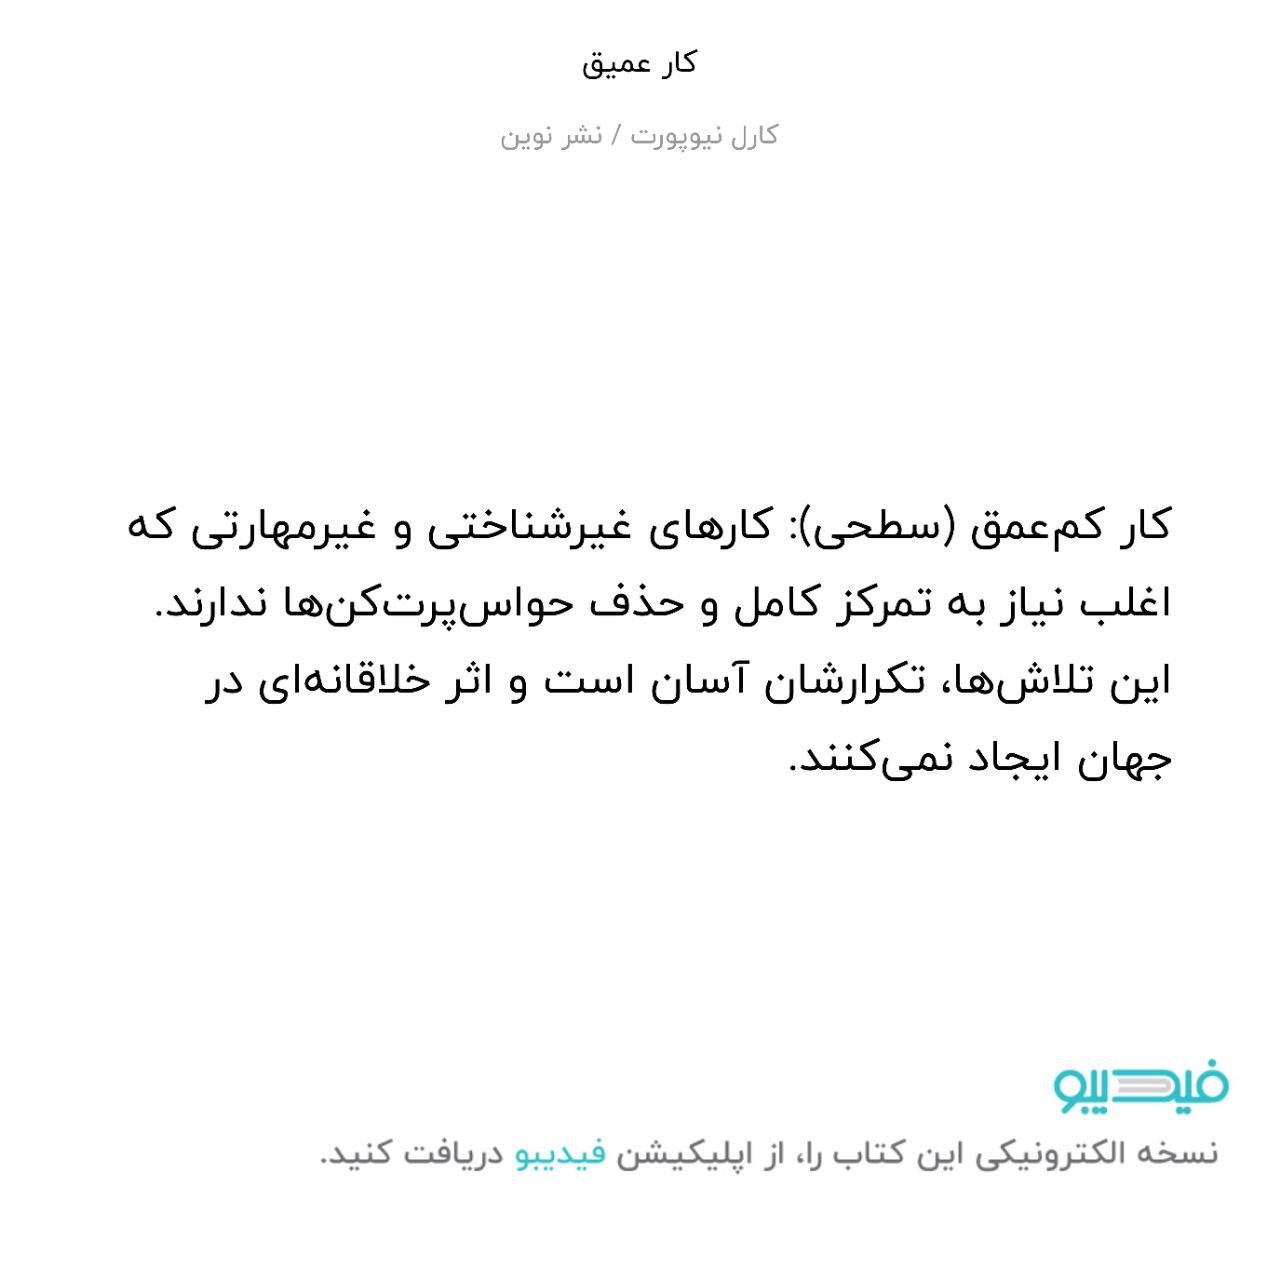 کار عمیق
کارل نیوپورت / نشر نوین
کار کم‌عمق (سطحی): کارهای غیرشناختی و غیرمهارتی که
اغلب نیاز به تمرکز کامل و حذف حواس‌پرت‌کن‌ها ندارند.
این تلاش‌ها، تکرارشان آسان است و اثر خلاقانه‌ای در
جهان ایجاد نمی‌کنند.
فیدیبو
نسخه الکترونیکی این کتاب را، از اپلیکیشن فیدیبو دریافت کنید.